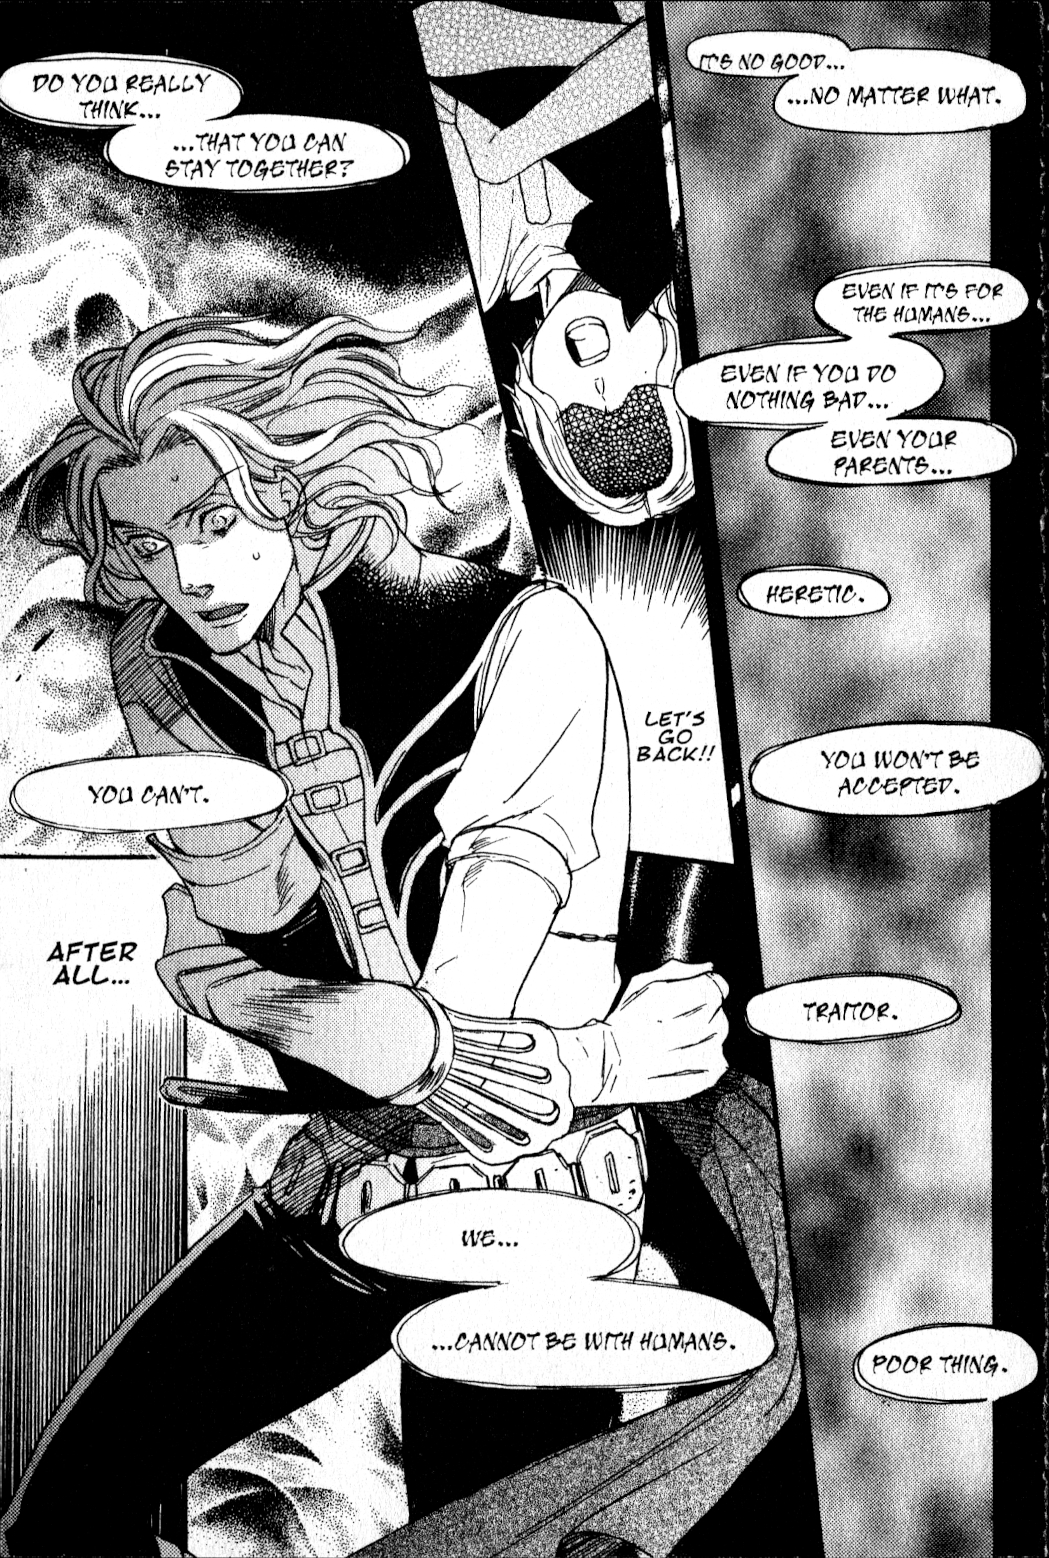 IT'S NO GOOD...
...NO MATTER WHAT.
EVEN IF IT'S FOR
THE HUMANS...
EVEN IF YOU DO
NOTHING BAD...
EVEN YOUR
PARENTS...
HERETIC.
YOU WON'T BE
ACCEPTED.
TRAITOR.
POOR THING.
LET'S
GO
BACK!!
DO YOU REALLY
THINK...
...THAT YOU CAN
STAY TOGETHER?
YOU CAN'T.
AFTER
ALL...
WE...
...CANNOT BE WITH HUMANS.